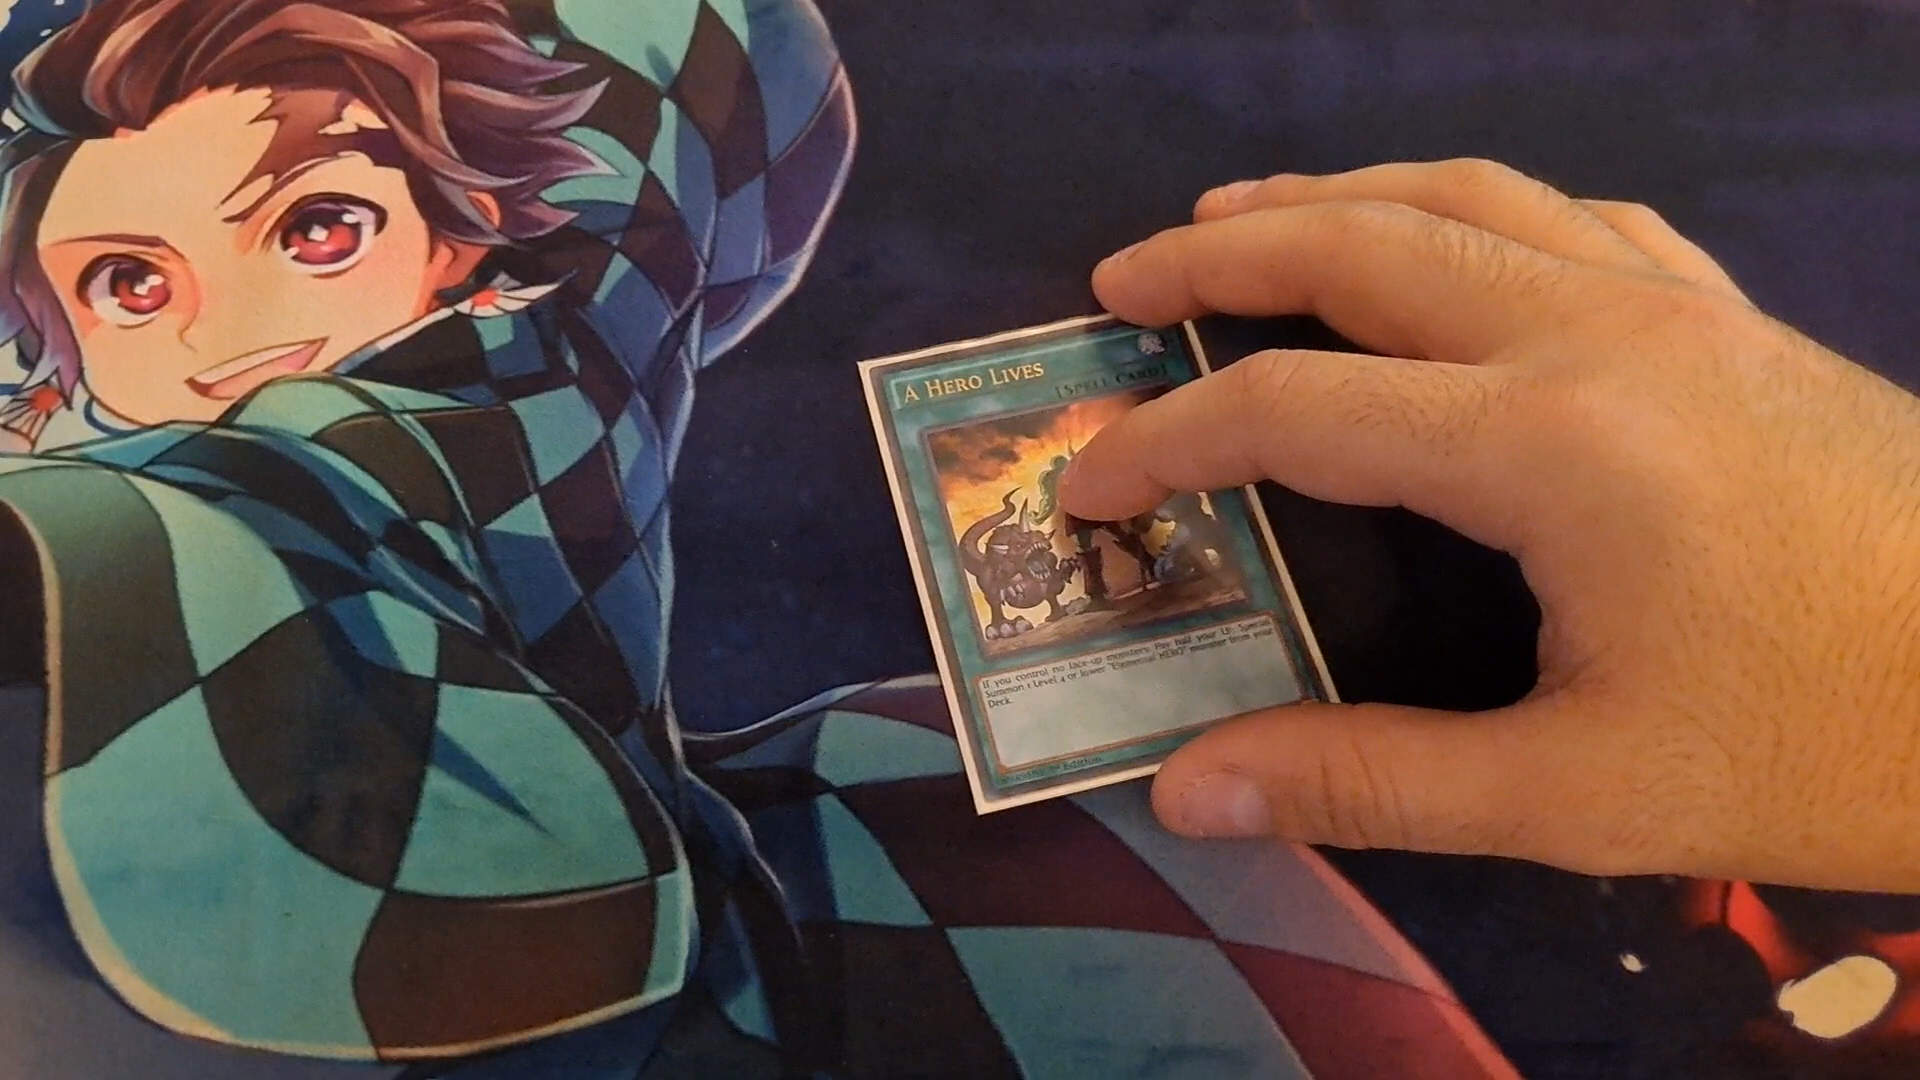 A HERO LIVES
[SPELL CARD]
If you control no face-up monsters: Pay half your LP; Special
Summon 1 Level 4 or lower "Elemental HERO" monster from your
Deck.
1st Edition